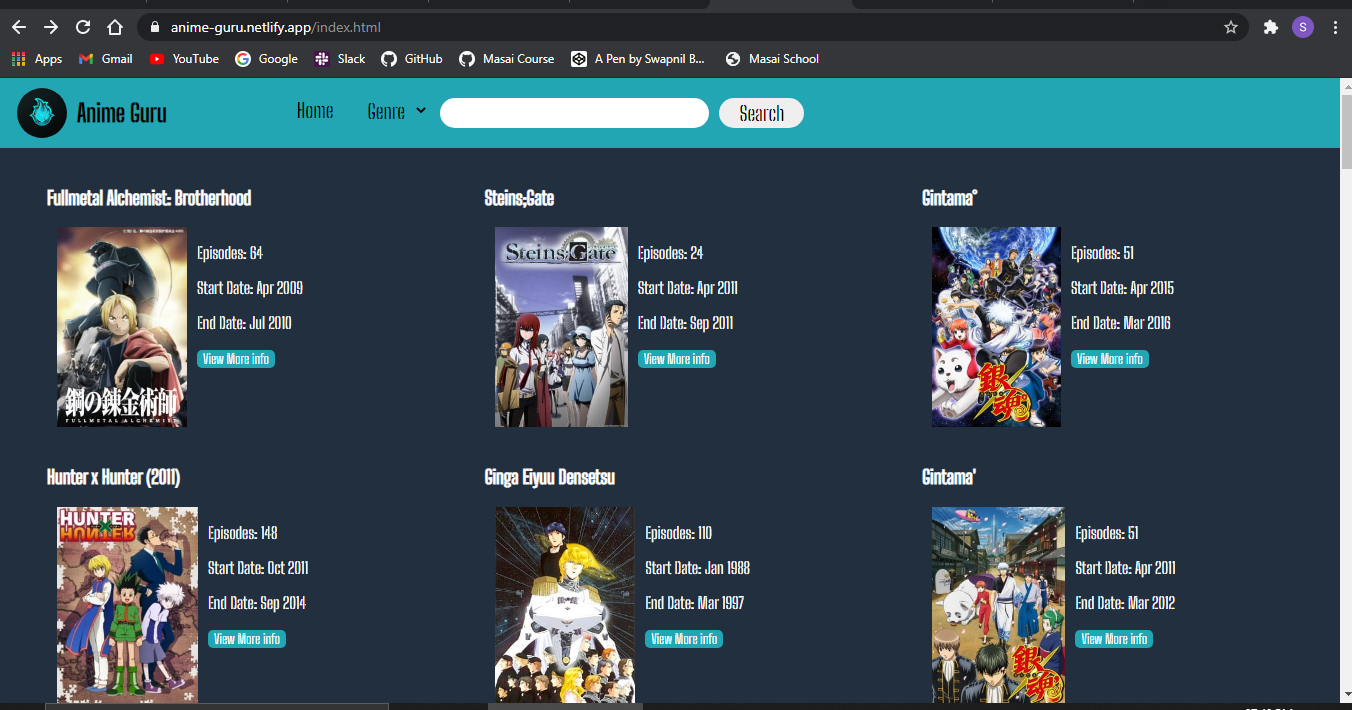 anime-guru.netlify.app/index.html
S
Apps Gmail YouTube Google Slack GitHub Masai Course A Pen by Swapnil B... Masai School
Anime Guru Home Genre Search
Fullmetal Alchemist: Brotherhood
鋼の錬金術師
FULLMETAL ALCHEMIST
Episodes: 64
Start Date: Apr 2009
End Date: Jul 2010
View More info
Steins;Gate
Steins;Gate
Episodes: 24
Start Date: Apr 2011
End Date: Sep 2011
View More info
Gintama°
銀魂
Episodes: 51
Start Date: Apr 2015
End Date: Mar 2016
View More info
Hunter x Hunter (2011)
HUNTER
HUNTER
Episodes: 148
Start Date: Oct 2011
End Date: Sep 2014
View More info
Ginga Eiyuu Densetsu
Episodes: 110
Start Date: Jan 1988
End Date: Mar 1997
View More info
Gintama'
銀魂
Episodes: 51
Start Date: Apr 2011
End Date: Mar 2012
View More info